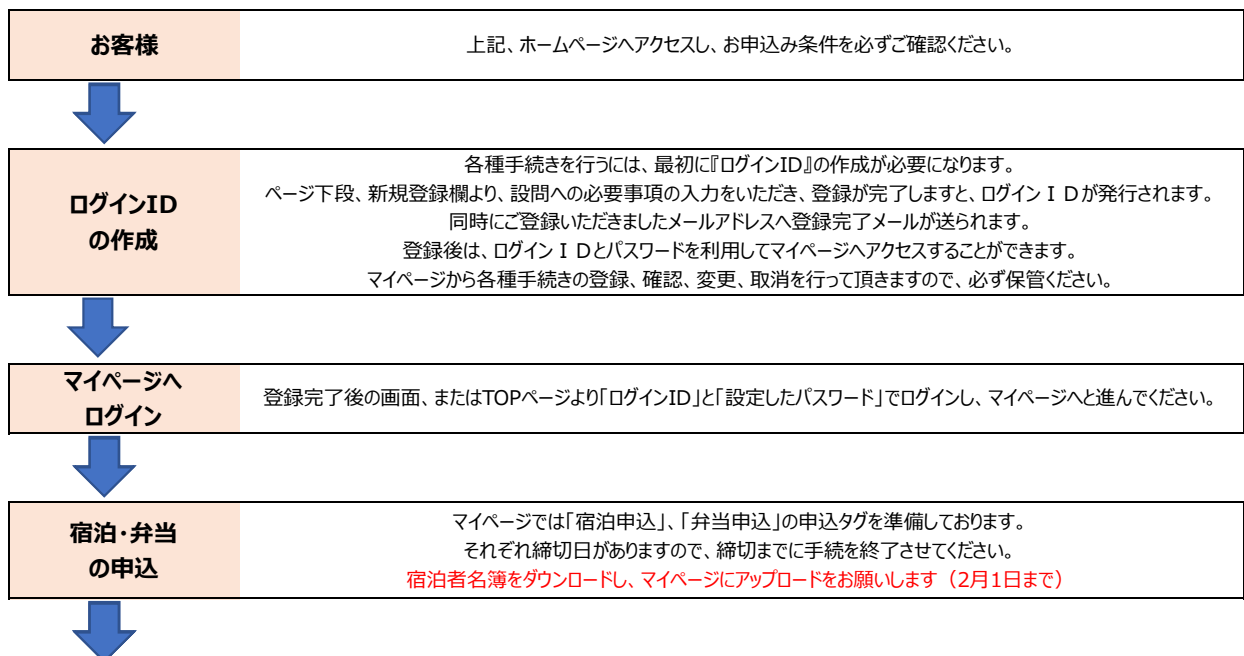 お客様
上記、ホームページへアクセスし、お申込み条件を必ずご確認ください。
ログインID
の作成
各種手続きを行うには、最初に『ログインID』の作成が必要になります。
ページ下段、新規登録欄より、設問への必要事項の入力をいただき、登録が完了しますと、ログインＩＤが発行されます。
同時にご登録いただきましたメールアドレスへ登録完了メールが送られます。
登録後は、ログインＩＤとパスワードを利用してマイページへアクセスすることができます。
マイページから各種手続きの登録、確認、変更、取消を行って頂きますので、必ず保管ください。
マイページへ
ログイン
登録完了後の画面、またはTOPページより「ログインID」と「設定したパスワード」でログインし、マイページへと進んでください。
宿泊・弁当
の申込
マイページでは「宿泊申込」、「弁当申込」の申込タグを準備しております。
それぞれ締切日がありますので、締切までに手続を終了させてください。
宿泊者名簿をダウンロードし、マイページにアップロードをお願いします（2月1日まで）